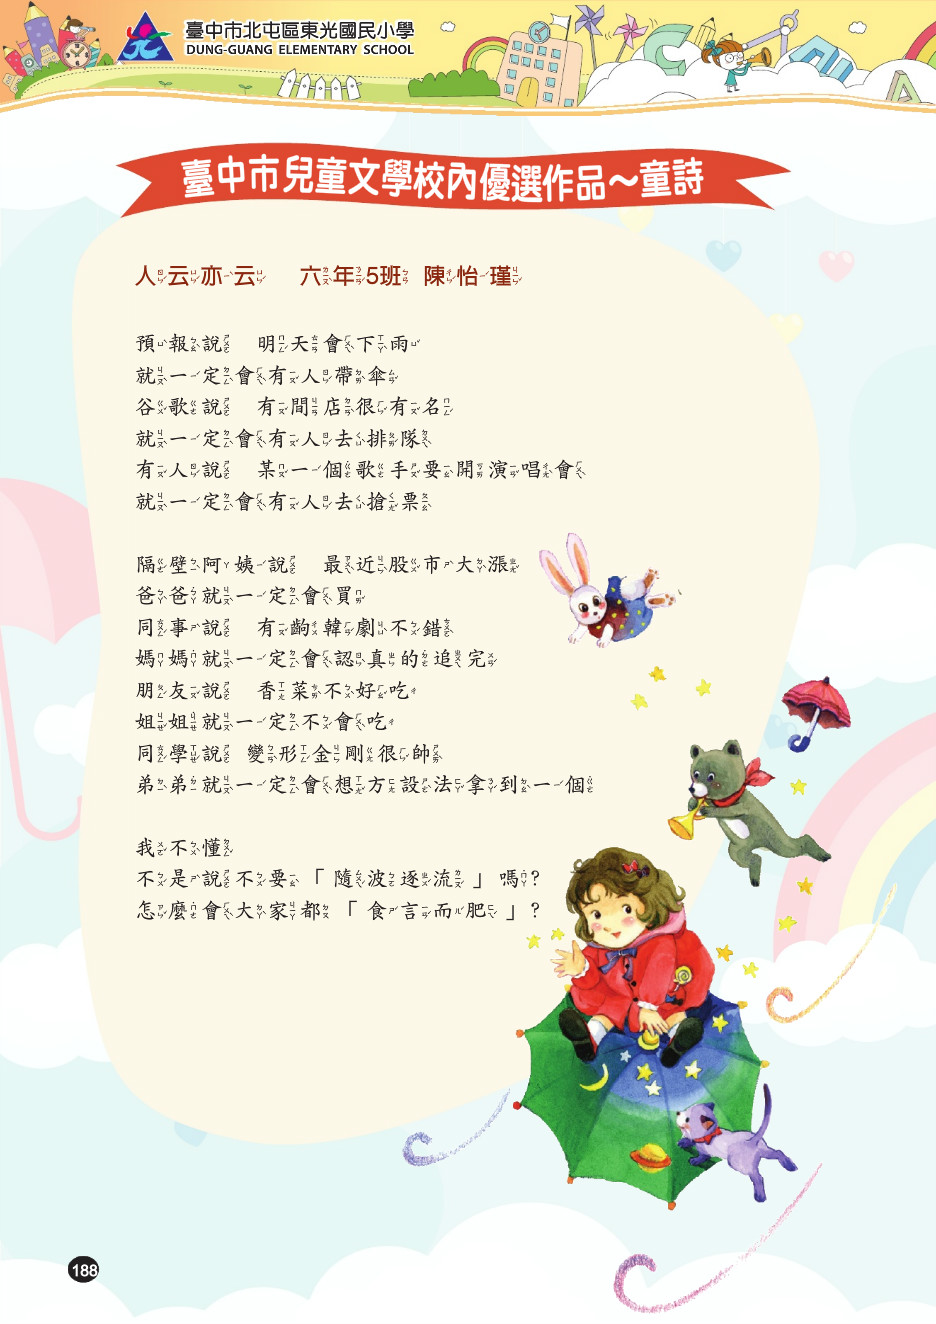 臺中市北屯區東光國民小學
DUNG-GUANG ELEMENTARY SCHOOL
臺中市兒童文學校內優選作品～童詩
人云亦云 六年5班 陳怡瑾
預報說 明天會下雨
就一定會有人帶傘
谷歌說 有間店很有名
就一定會有人去排隊
有人說 某一個歌手要開演唱會
就一定會有人去搶票
隔壁阿姨說 最近股市大漲
爸爸就一定會買
同事說 有齣韓劇不錯
媽媽就一定會認真的追完
朋友說 香菜不好吃
姐姐就一定不會吃
同學說 變形金剛很帥
弟弟就一定會想方設法拿到一個
我不懂
不是說不要「隨波逐流」嗎?
怎麼會大家都「食言而肥」?
188